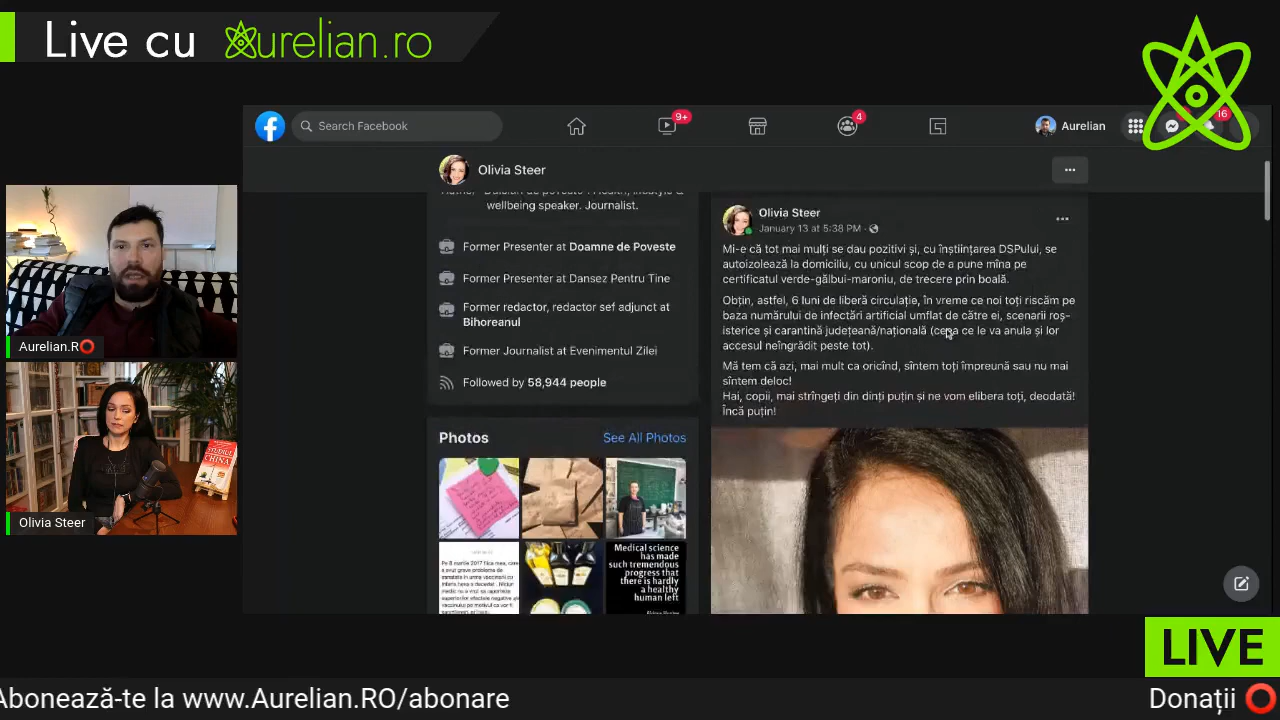 Live cu Aurelian.ro
Search Facebook
9+
4
Aurelian
16
Olivia Steer
wellbeing speaker. Journalist.
Former Presenter at Doamne de Poveste
Former Presenter at Dansez Pentru Tine
Former redactor, redactor sef adjunct at
Bihoreanul
Former Journalist at Evenimentul Zilei
Followed by 58,944 people
Photos
See All Photos
Medical science
has made
such tremendous
progress that
there is hardly
a healthy
human left
Olivia Steer
January 13 at 5:38 PM ·
Mi-e că tot mai mulți se dau pozitivi și, cu înștiințarea DSPului, se
autoizolează la domiciliu, cu unicul scop de a pune mîna pe
certificatul verde-gălbui-maroniu, de trecere prin boală.
Obțin, astfel, 6 luni de liberă circulație, în vreme ce noi toți riscăm pe
baza numărului de infectări artificial umflat de către ei, scenarii roș-
isterice și carantină județeană/națională (ceea ce le va anula și lor
accesul neîngrădit peste tot).
Mă tem că azi, mai mult ca oricînd, sîntem toți împreună sau nu mai
sîntem deloc!
Hai, copii, mai strîngeți din dinți puțin și ne vom elibera toți, deodată!
Încă puțin!
Aurelian.R
STUDIUL
CHINA
Olivia Steer
LIVE
Abonează-te la www.Aurelian.RO/abonare
Donații